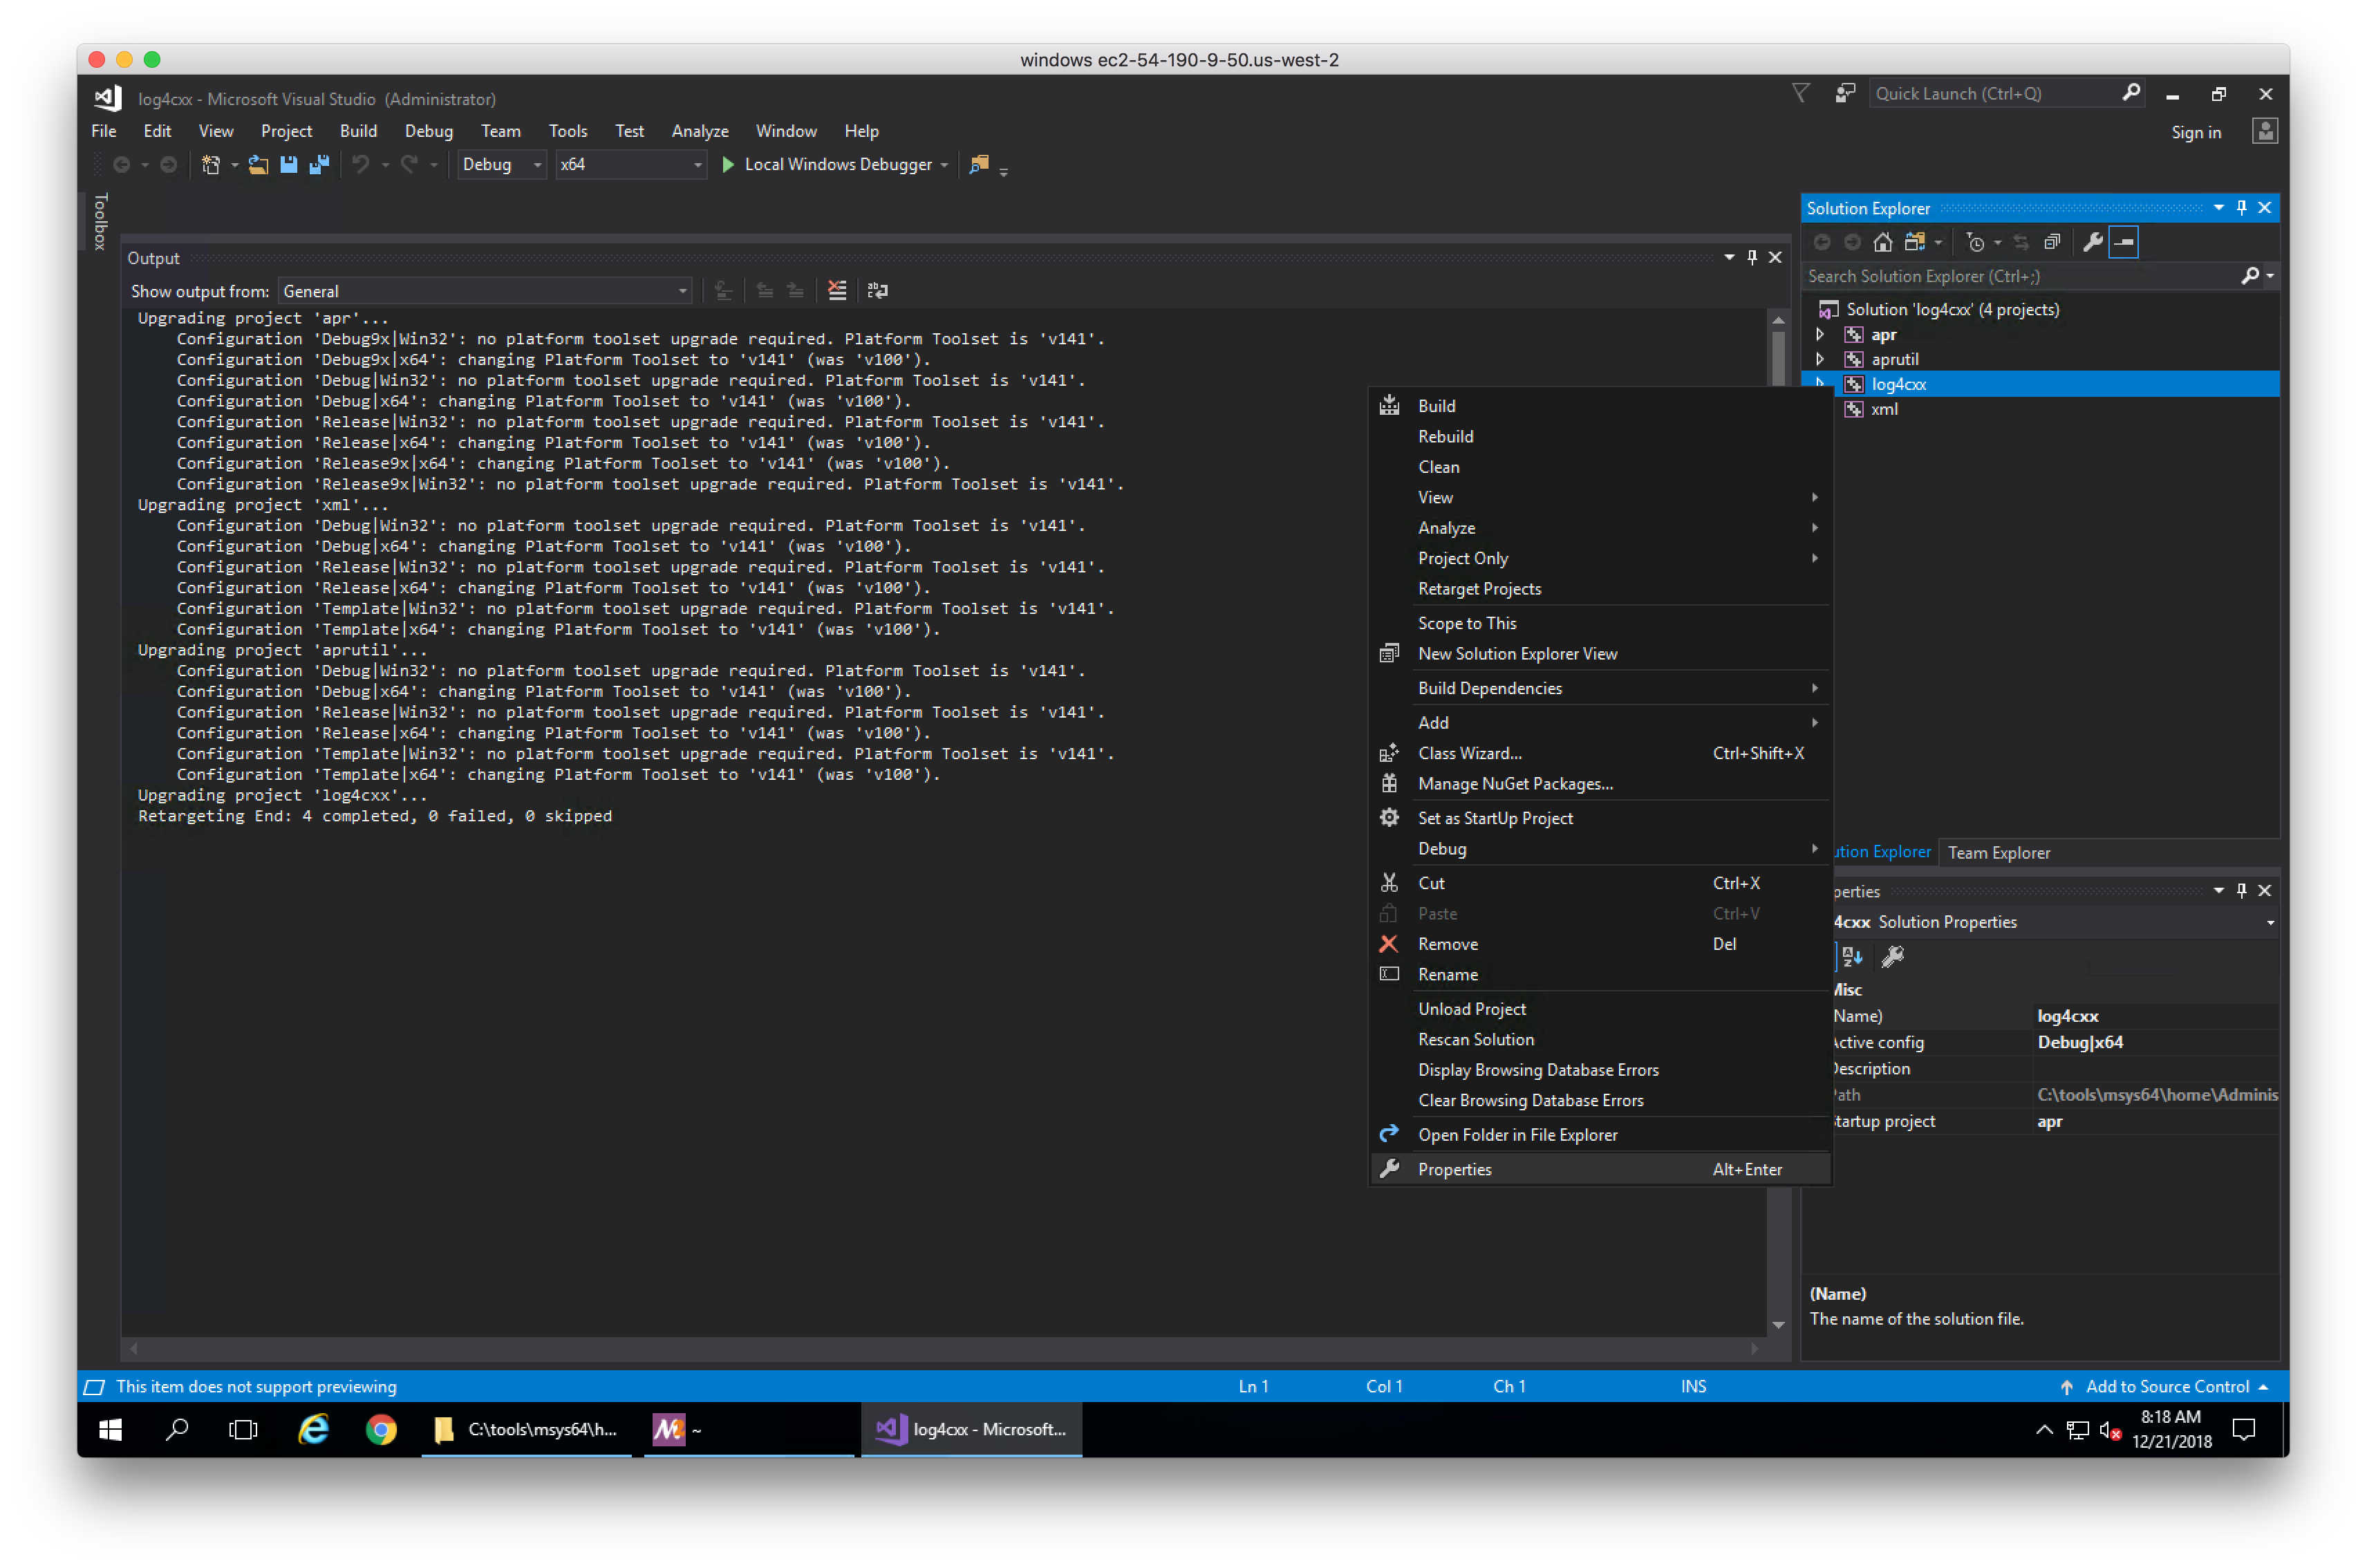 windows ec2-54-190-9-50.us-west-2
log4cxx - Microsoft Visual Studio (Administrator)
Quick Launch (Ctrl+Q)
File Edit View Project Build Debug Team Tools Test Analyze Window Help
Sign in
Debug x64 Local Windows Debugger
Toolbox
Output
Show output from: General
Upgrading project 'apr'...
Configuration 'Debug9x|Win32': no platform toolset upgrade required. Platform Toolset is 'v141'.
Configuration 'Debug9x|x64': changing Platform Toolset to 'v141' (was 'v100').
Configuration 'Debug|Win32': no platform toolset upgrade required. Platform Toolset is 'v141'.
Configuration 'Debug|x64': changing Platform Toolset to 'v141' (was 'v100').
Configuration 'Release|Win32': no platform toolset upgrade required. Platform Toolset is 'v141'.
Configuration 'Release|x64': changing Platform Toolset to 'v141' (was 'v100').
Configuration 'Release9x|x64': changing Platform Toolset to 'v141' (was 'v100').
Configuration 'Release9x|Win32': no platform toolset upgrade required. Platform Toolset is 'v141'.
Upgrading project 'xml'...
Configuration 'Debug|Win32': no platform toolset upgrade required. Platform Toolset is 'v141'.
Configuration 'Debug|x64': changing Platform Toolset to 'v141' (was 'v100').
Configuration 'Release|Win32': no platform toolset upgrade required. Platform Toolset is 'v141'.
Configuration 'Release|x64': changing Platform Toolset to 'v141' (was 'v100').
Configuration 'Template|Win32': no platform toolset upgrade required. Platform Toolset is 'v141'.
Configuration 'Template|x64': changing Platform Toolset to 'v141' (was 'v100').
Upgrading project 'aprutil'...
Configuration 'Debug|Win32': no platform toolset upgrade required. Platform Toolset is 'v141'.
Configuration 'Debug|x64': changing Platform Toolset to 'v141' (was 'v100').
Configuration 'Release|Win32': no platform toolset upgrade required. Platform Toolset is 'v141'.
Configuration 'Release|x64': changing Platform Toolset to 'v141' (was 'v100').
Configuration 'Template|Win32': no platform toolset upgrade required. Platform Toolset is 'v141'.
Configuration 'Template|x64': changing Platform Toolset to 'v141' (was 'v100').
Upgrading project 'log4cxx'...
Retargeting End: 4 completed, 0 failed, 0 skipped
Build
Rebuild
Clean
View
Analyze
Project Only
Retarget Projects
Scope to This
New Solution Explorer View
Build Dependencies
Add
Class Wizard... Ctrl+Shift+X
Manage NuGet Packages...
Set as StartUp Project
Debug
Cut Ctrl+X
Paste Ctrl+V
Remove Del
Rename
Unload Project
Rescan Solution
Display Browsing Database Errors
Clear Browsing Database Errors
Open Folder in File Explorer
Properties Alt+Enter
Solution Explorer
Search Solution Explorer (Ctrl+;)
Solution 'log4cxx' (4 projects)
apr
aprutil
log4cxx
xml
ution Explorer Team Explorer
perties
4cxx Solution Properties
Misc
Name) log4cxx
Active config Debug|x64
Description
Path C:\tools\msys64\home\Adminis
tartup project apr
(Name)
The name of the solution file.
This item does not support previewing Ln 1 Col 1 Ch 1 INS Add to Source Control
C:\tools\msys64\h... ~ log4cxx - Microsoft...
8:18 AM
12/21/2018